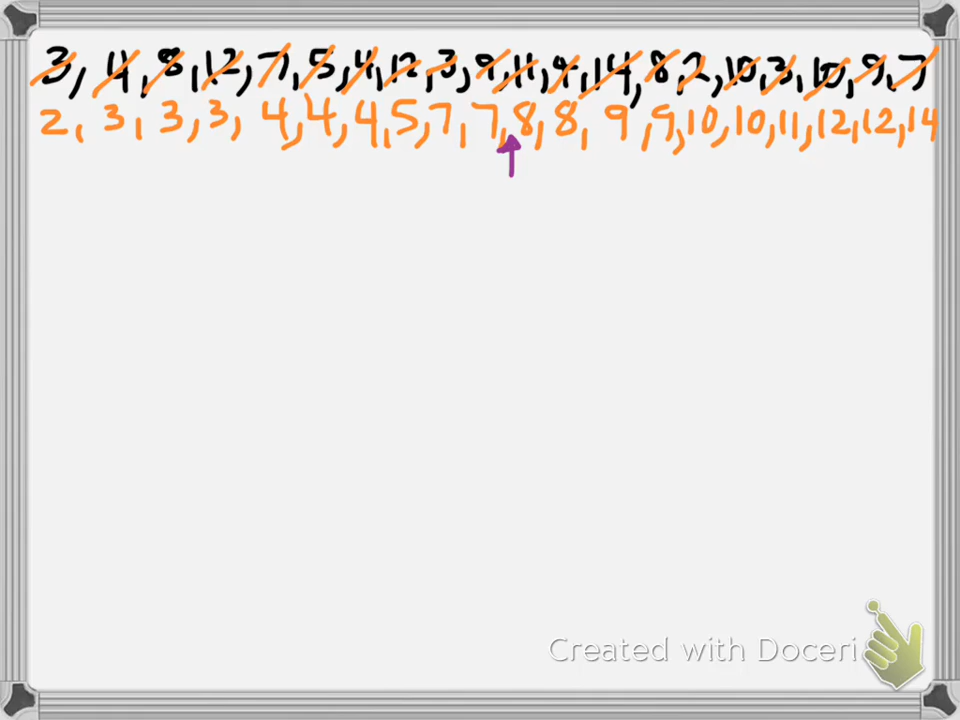 3, 4, 8, 12, 7, 5, 4, 12, 3, 9, 11, 4, 14, 8, 2, 10, 3, 10, 9, 7
2, 3, 3, 3, 4, 4, 4, 5, 7, 7, 8, 8, 9, 9, 10, 10, 11, 12, 12, 14
Created with Doceri